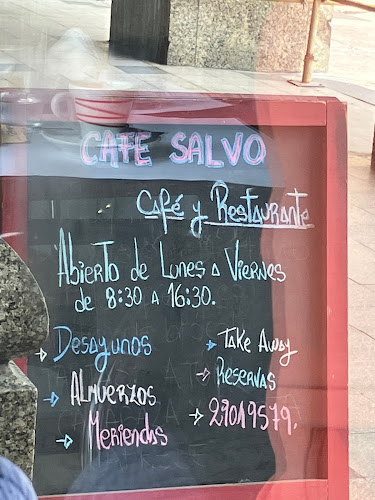 CAFE SALVO
Café y Restaurante
Abierto de Lunes a Viernes
de 8:30 a 16:30.
→ Desayunos
→ Almuerzos
→ Meriendas
→ Take Away
→ Reservas
→ 29019579.